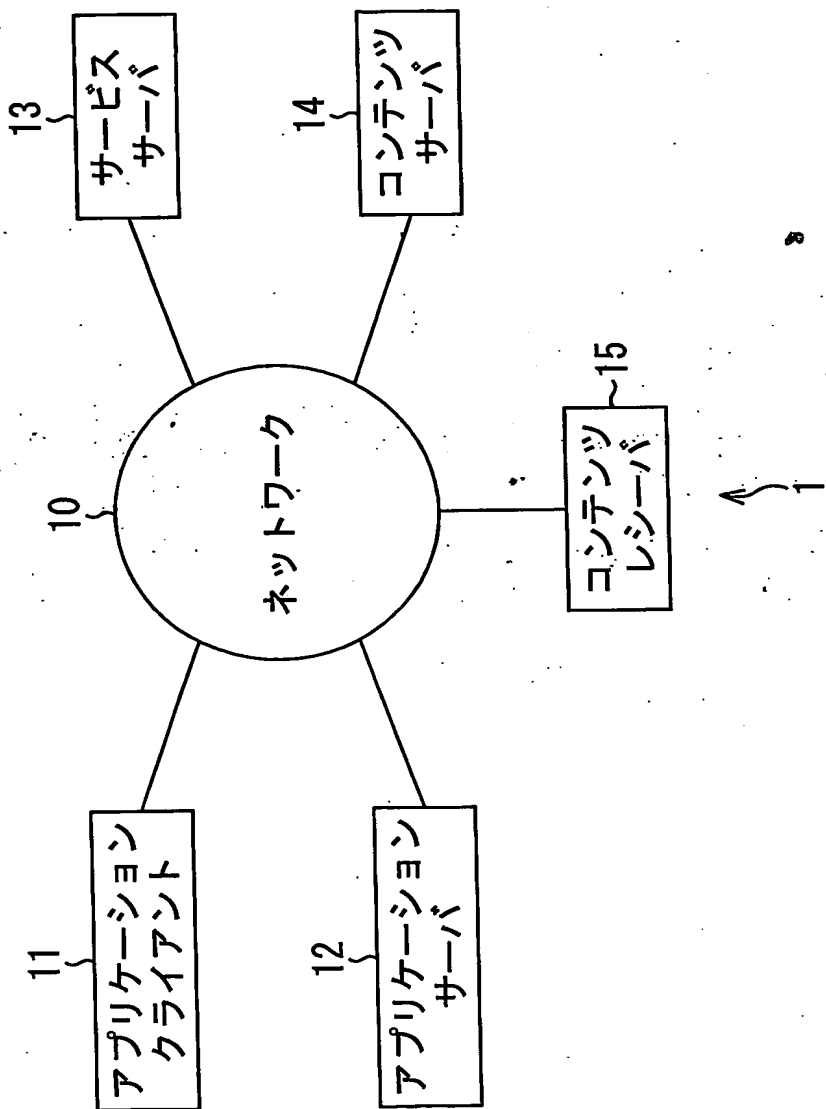 11
アプリケーション
クライアント
12
アプリケーション
サーバ
10
ネットワーク
13
サービス
サーバ
14
コンテンツ
サーバ
15
コンテンツ
レシーバ
1